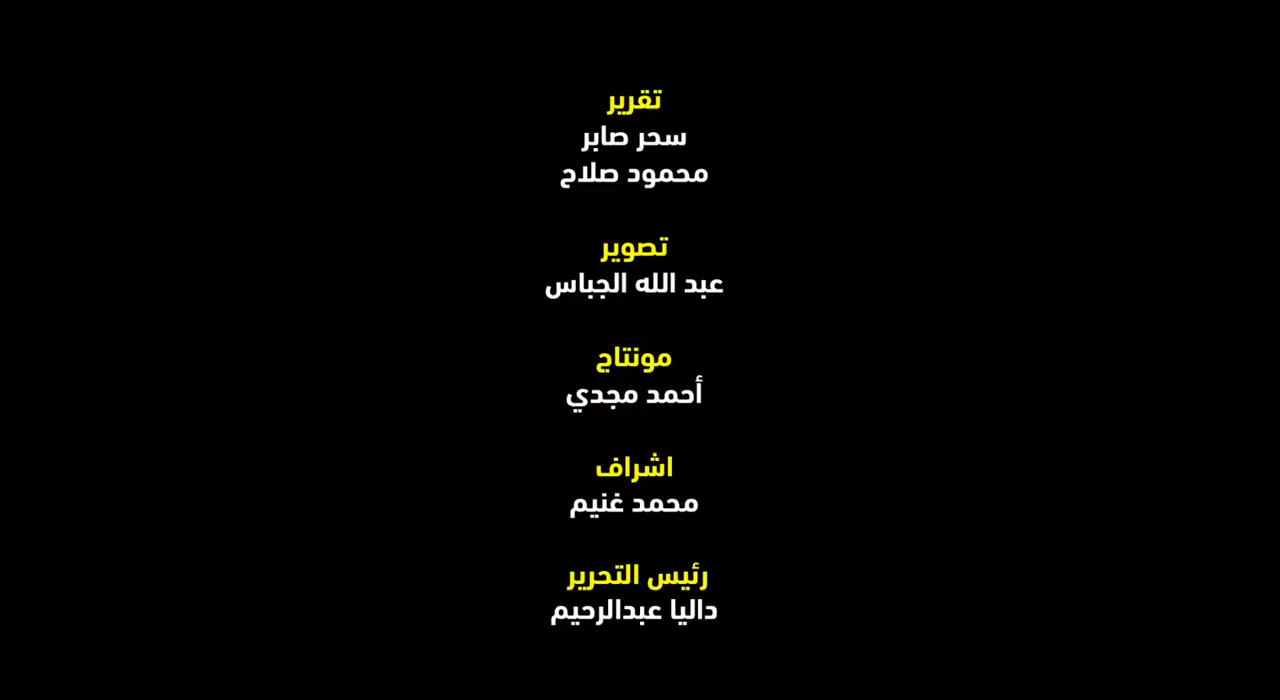 تقرير
سحر صابر
محمود صلاح
تصوير
عبد الله الجباس
مونتاج
أحمد مجدي
اشراف
محمد غنيم
رئيس التحرير
داليا عبدالرحيم